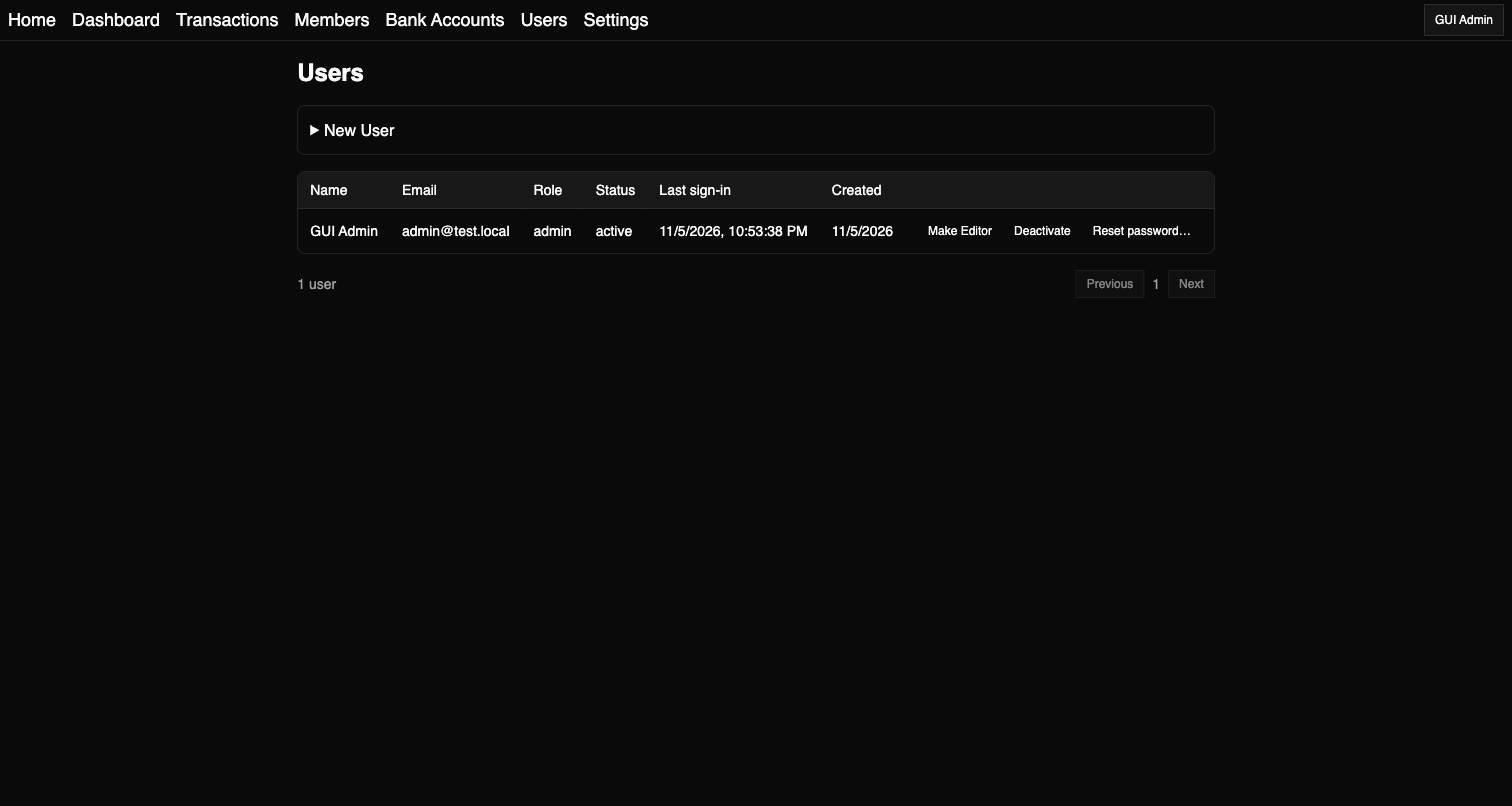 Home Dashboard Transactions Members Bank Accounts Users Settings GUI Admin
Users
▶ New User
Name Email Role Status Last sign-in Created
GUI Admin admin@test.local admin active 11/5/2026, 10:53:38 PM 11/5/2026 Make Editor Deactivate Reset password…
1 user Previous 1 Next